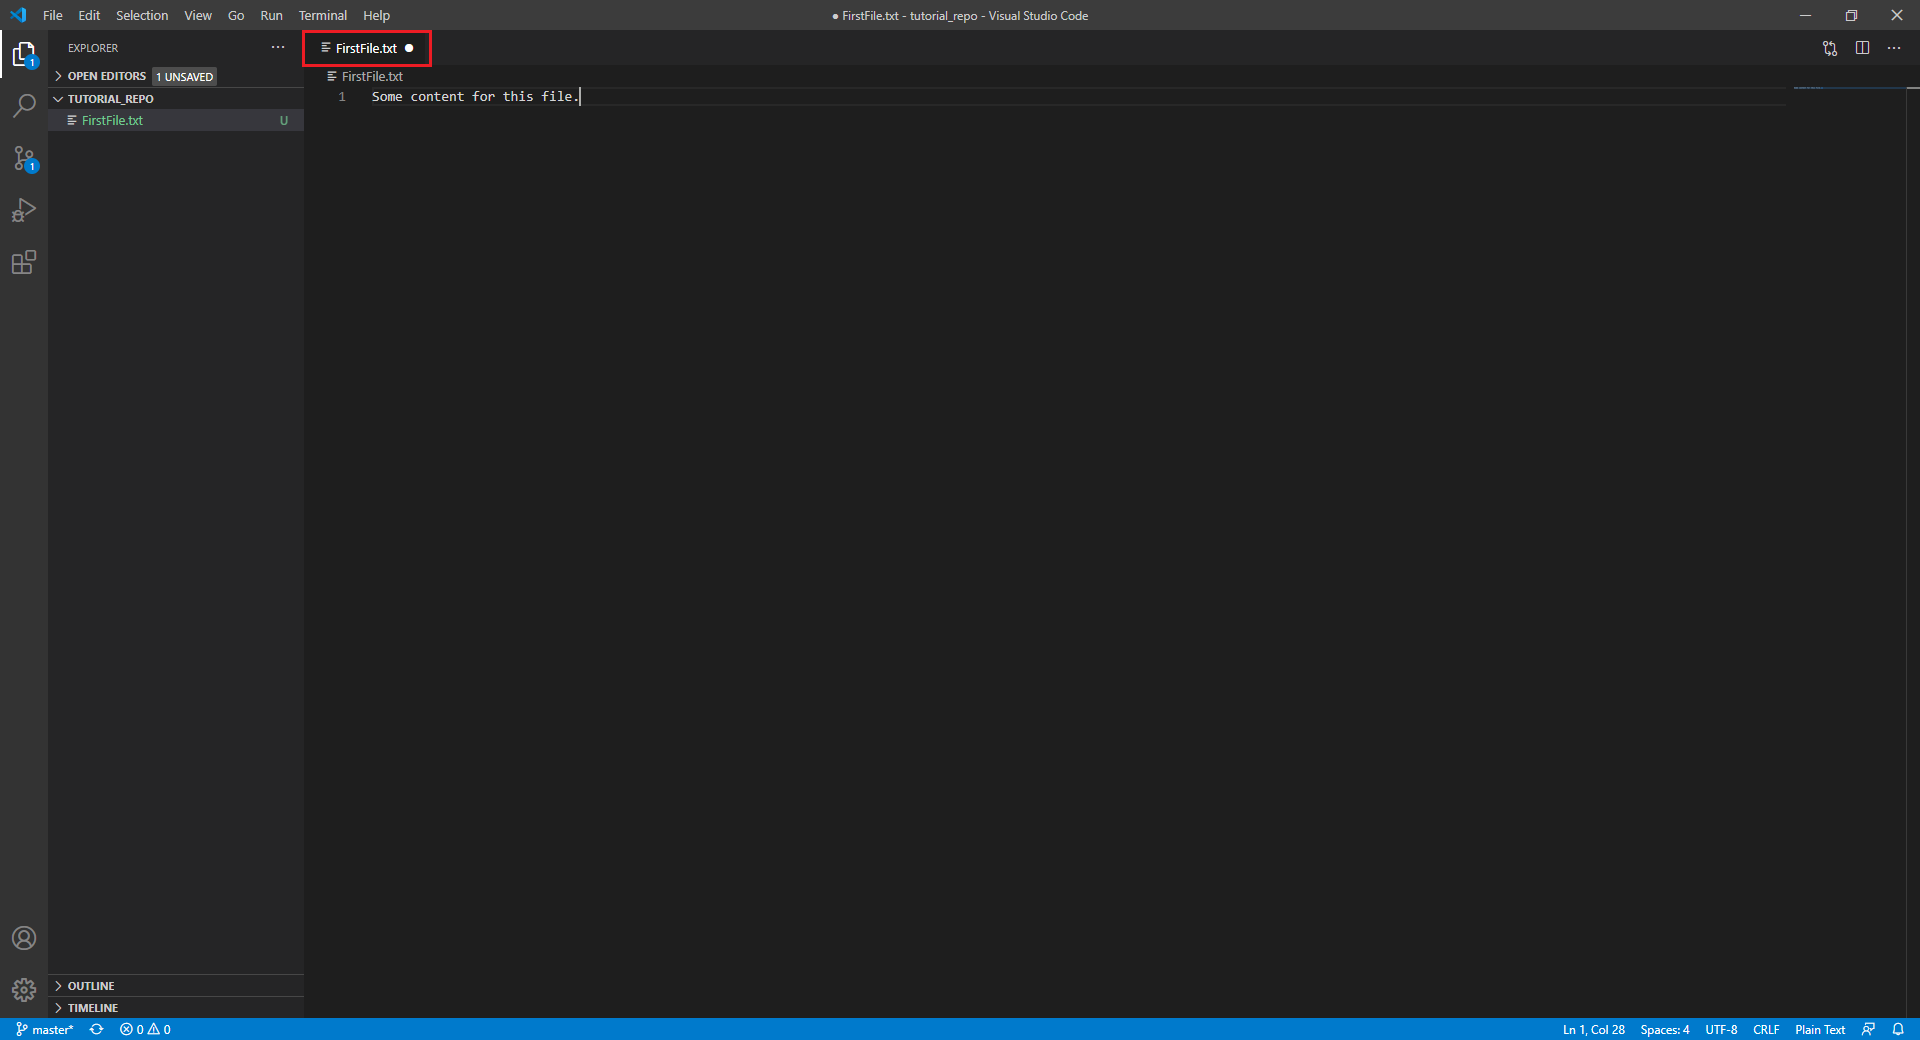 File Edit Selection View Go Run Terminal Help
● FirstFile.txt - tutorial_repo - Visual Studio Code
EXPLORER
1
OPEN EDITORS 1 UNSAVED
TUTORIAL_REPO
FirstFile.txt U
1
FirstFile.txt
FirstFile.txt
1 Some content for this file.
OUTLINE
TIMELINE
master* 0 0
Ln 1, Col 28 Spaces: 4 UTF-8 CRLF Plain Text